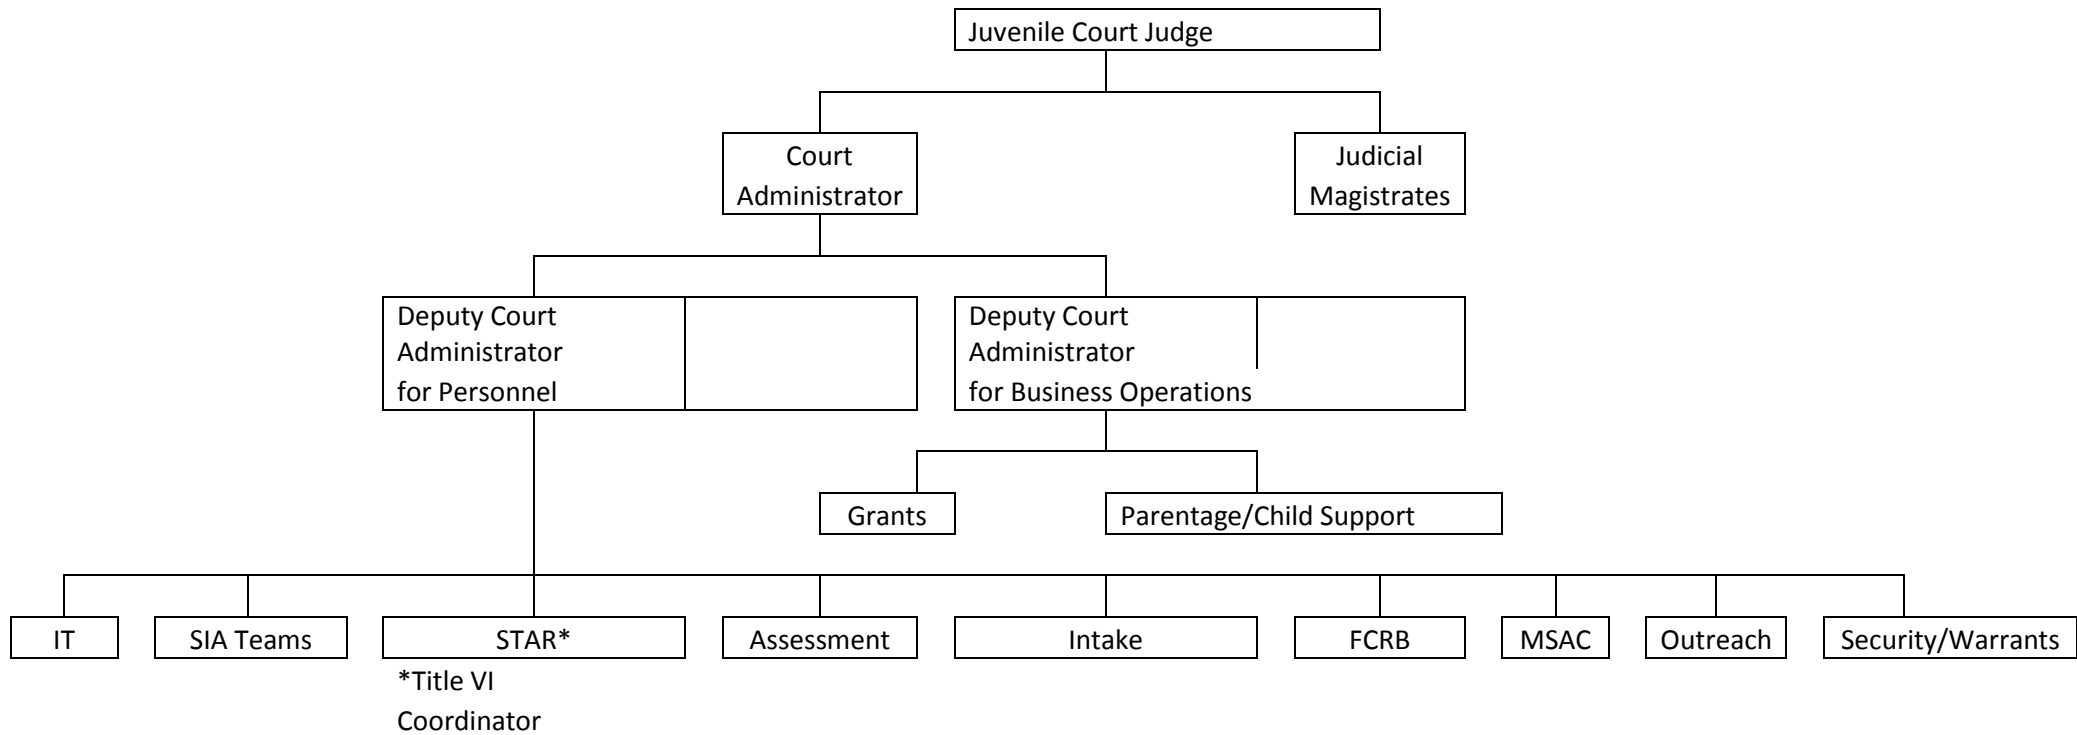 Juvenile Court Judge
Court
Administrator
Judicial
Magistrates
Deputy Court
Administrator
for Personnel
Deputy Court
Administrator
for Business Operations
Grants
Parentage/Child Support
IT
SIA Teams
STAR*
Assessment
Intake
FCRB
MSAC
Outreach
Security/Warrants
*Title VI
Coordinator